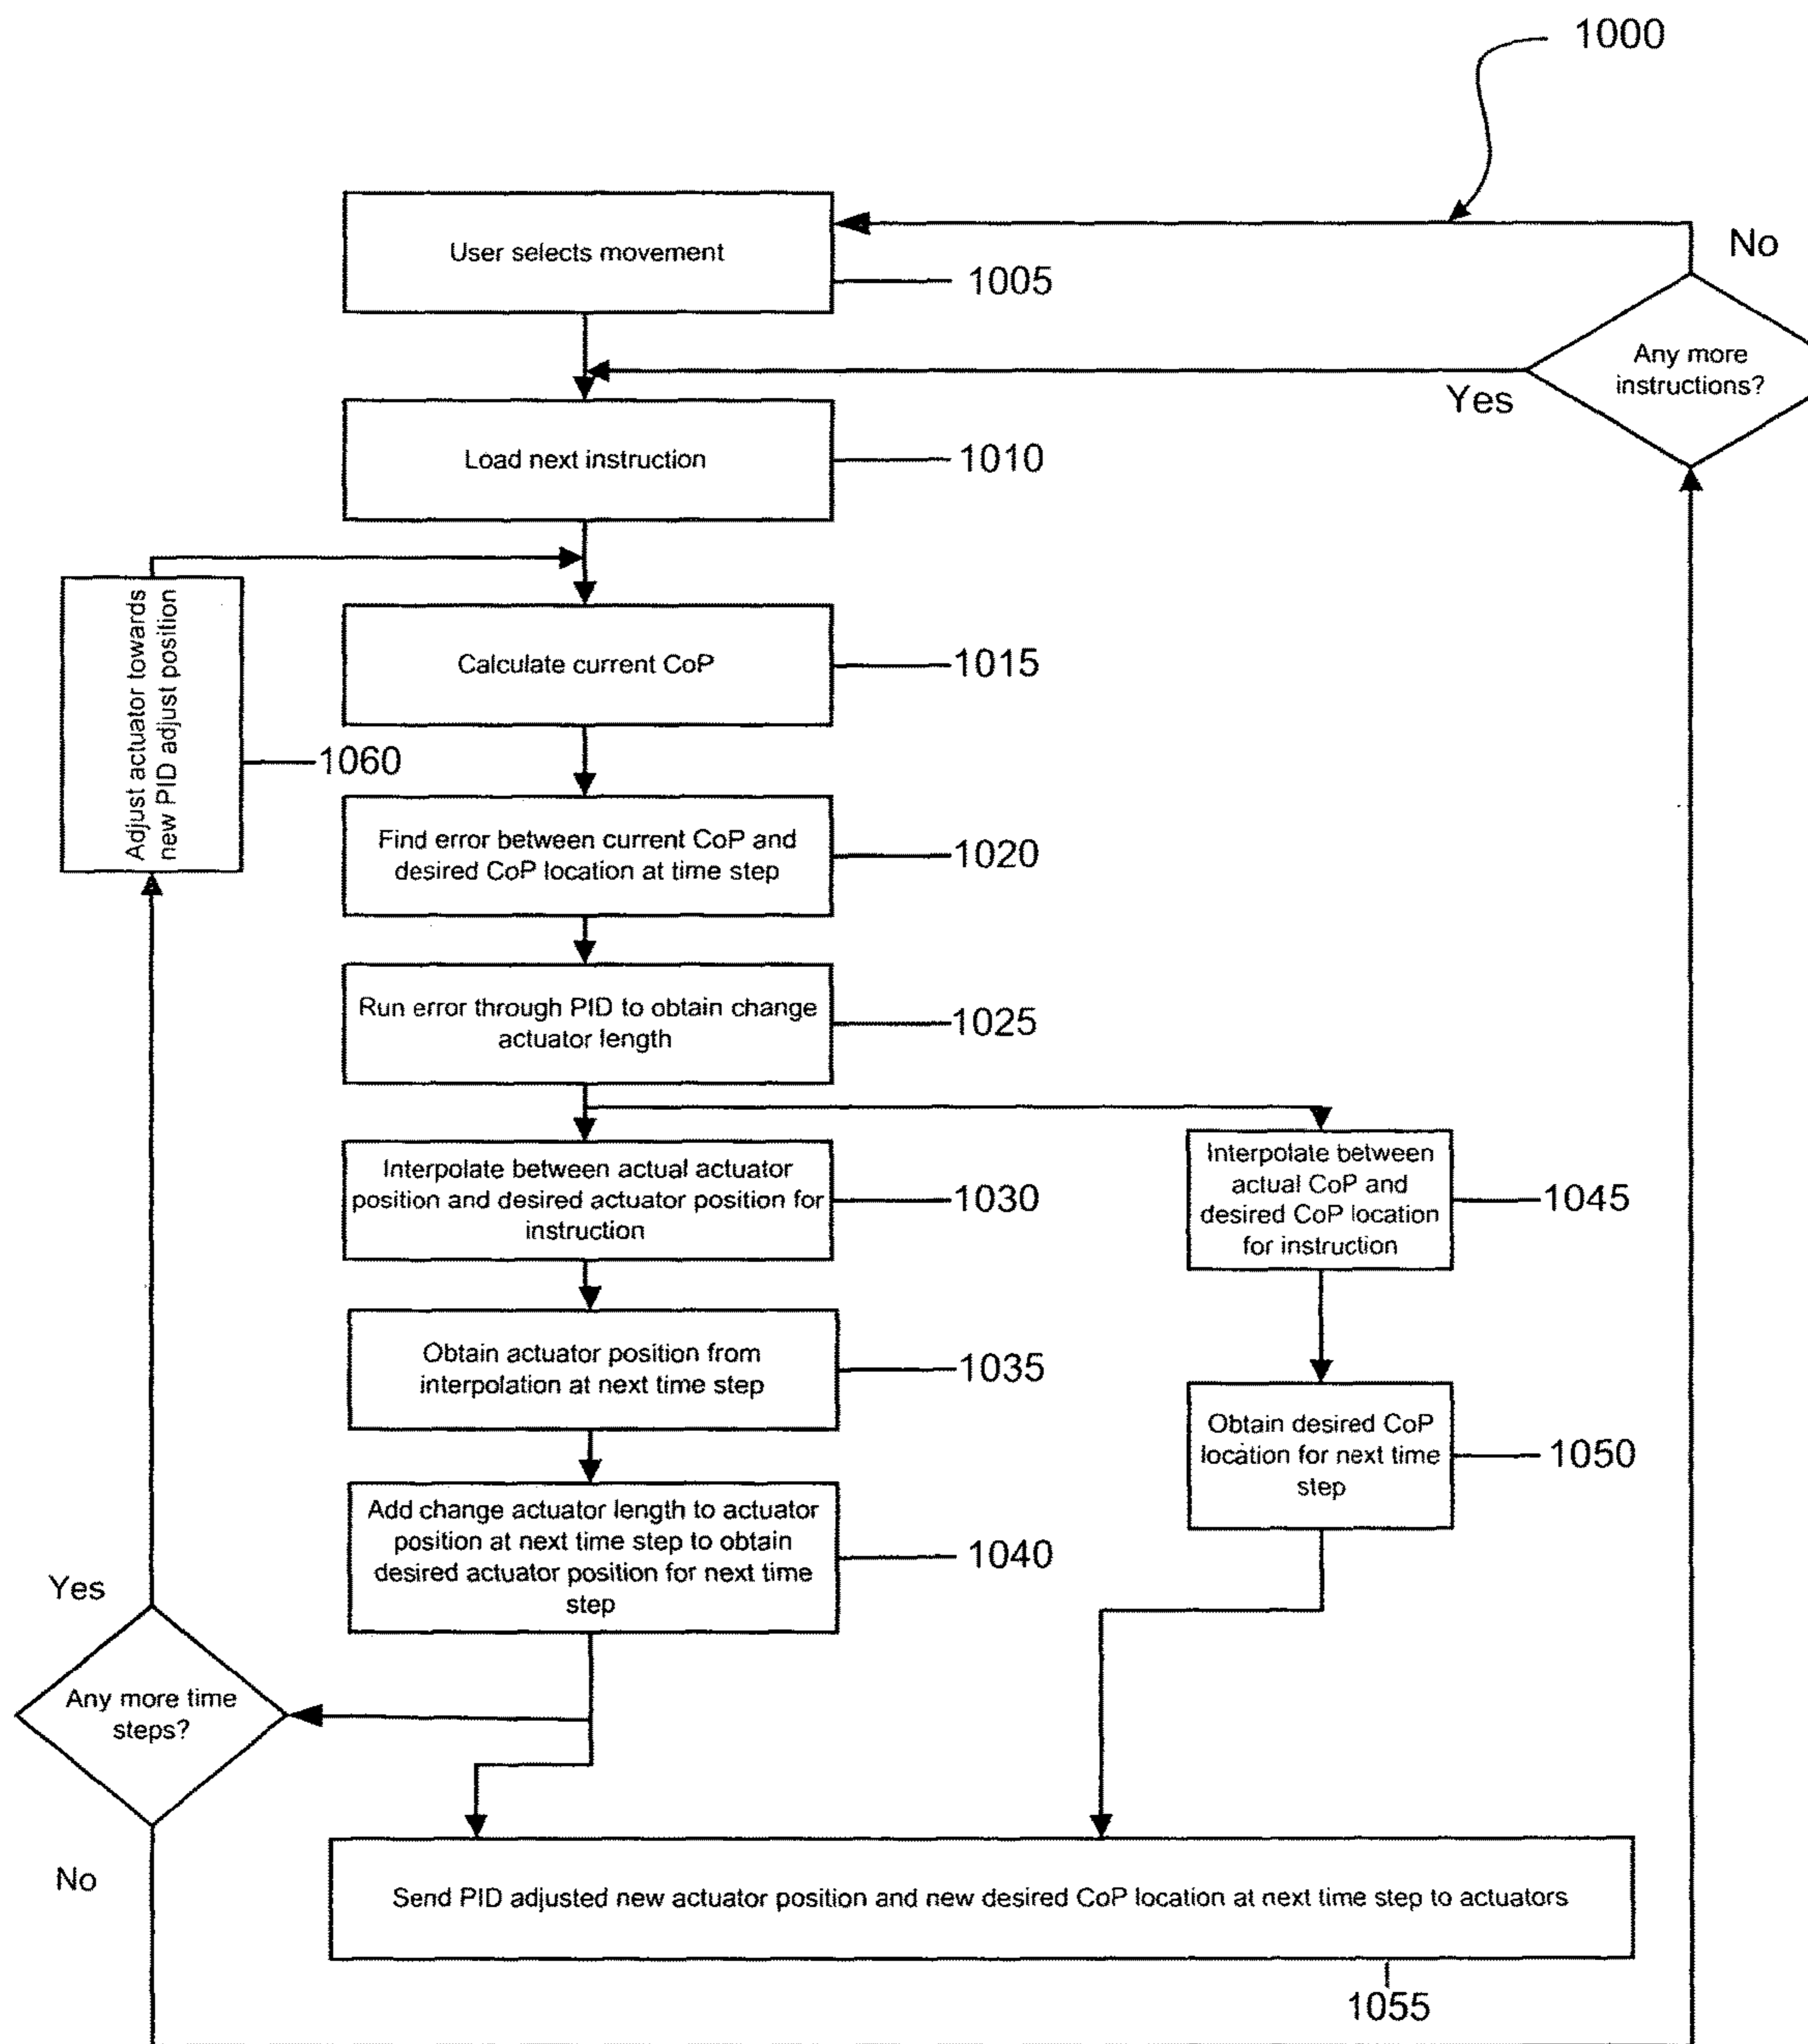 1000
User selects movement
1005
No
Any more
instructions?
Yes
Load next instruction
1010
Adjust actuator towards
new PID adjust position
1060
Calculate current CoP
1015
Find error between current CoP and
desired CoP location at time step
1020
Run error through PID to obtain change
actuator length
1025
Interpolate between actual actuator
position and desired actuator position for
instruction
1030
Interpolate between
actual CoP and
desired CoP location
for instruction
1045
Obtain actuator position from
interpolation at next time step
1035
Obtain desired CoP
location for next time
step
1050
Add change actuator length to actuator
position at next time step to obtain
desired actuator position for next time
step
1040
Yes
Any more time
steps?
No
Send PID adjusted new actuator position and new desired CoP location at next time step to actuators
1055